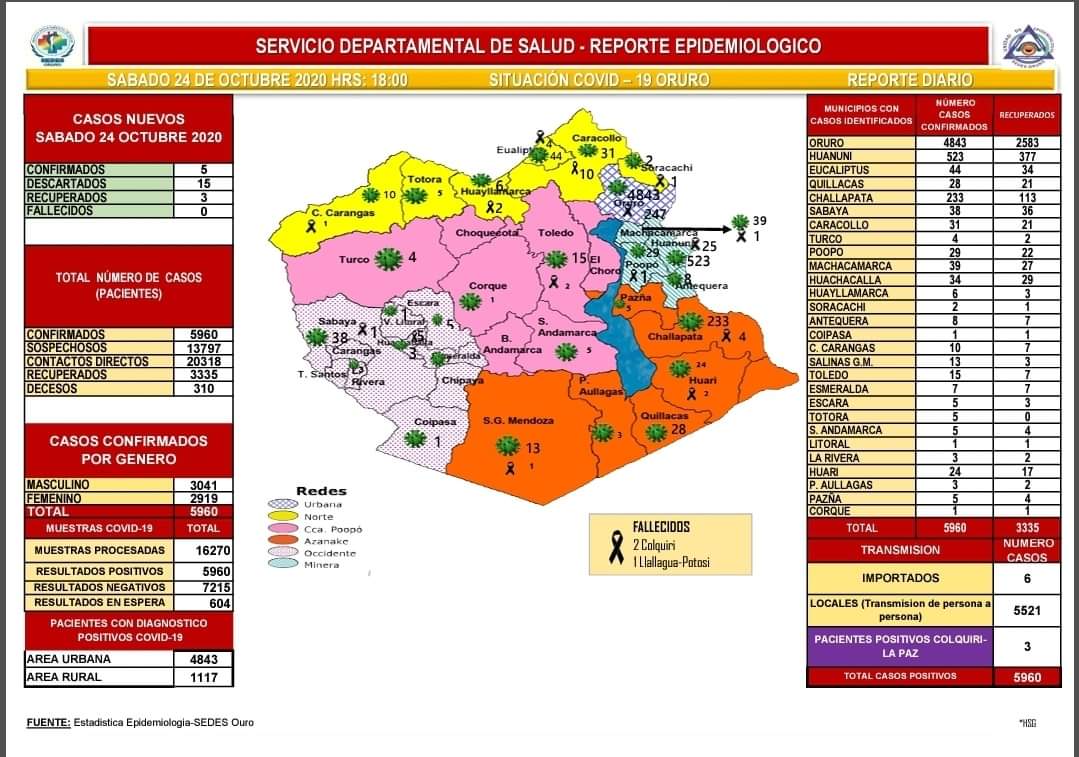 SERVICIO DEPARTAMENTAL DE SALUD - REPORTE EPIDEMIOLOGICO
SABADO 24 DE OCTUBRE 2020 HRS: 18:00 SITUACIÓN COVID – 19 ORURO REPORTE DIARIO
CASOS NUEVOS
SABADO 24 OCTUBRE 2020
CONFIRMADOS 5
DESCARTADOS 15
RECUPERADOS 3
FALLECIDOS 0
TOTAL NÚMERO DE CASOS
(PACIENTES)
CONFIRMADOS 5960
SOSPECHOSOS 13797
CONTACTOS DIRECTOS 20318
RECUPERADOS 3335
DECESOS 310
CASOS CONFIRMADOS
POR GENERO
MASCULINO 3041
FEMENINO 2919
TOTAL 5960
MUESTRAS COVID-19 TOTAL
MUESTRAS PROCESADAS 16270
RESULTADOS POSITIVOS 5960
RESULTADOS NEGATIVOS 7215
RESULTADOS EN ESPERA 604
PACIENTES CON DIAGNOSTICO
POSITIVOS COVID-19
AREA URBANA 4843
AREA RURAL 1117
Caracollo
31
10
44
2
Soracachi
1
Totora
5
10
Huayllamarca
6
2
C. Carangas
1
4843
Oruro
247
39
1
Choquecota
Toledo
15
2
Machacamarca
Huanuni
25
29
523
Poopó
1
8
Antequera
El
Choro
Turco
4
Corque
1
Pazña
5
Escara
Sabaya
1
38
V. Litoral
5
Carangas
3
Esmeralda
T. Santos
Rivera
Chipaya
S.
Andamarca
5
B.
Andamarca
233
Challapata
4
24
Huari
2
P.
Aullagas
3
Quillacas
28
Coipasa
1
S.G. Mendoza
13
1
Redes
Urbana
Norte
Cca. Poopó
Azanake
Occidente
Minera
FALLECIDOS
2 Colquiri
1 Llallagua-Potosi
MUNICIPIOS CON CASOS IDENTIFICADOS NÚMERO CASOS CONFIRMADOS RECUPERADOS
ORURO 4843 2583
HUANUNI 523 377
EUCALIPTUS 44 34
QUILLACAS 28 21
CHALLAPATA 233 113
SABAYA 38 36
CARACOLLO 31 21
TURCO 4 2
POOPO 29 22
MACHACAMARCA 39 27
HUACHACALLA 34 29
HUAYLLAMARCA 6 3
SORACACHI 2 1
ANTEQUERA 8 7
COIPASA 1 1
C. CARANGAS 10 7
SALINAS G.M. 13 3
TOLEDO 15 7
ESMERALDA 7 7
ESCARA 5 3
TOTORA 5 0
S. ANDAMARCA 5 4
LITORAL 1 1
LA RIVERA 3 2
HUARI 24 17
P. AULLAGAS 3 2
PAZÑA 5 4
CORQUE 1 1
TOTAL 5960 3335
TRANSMISION NUMERO CASOS
IMPORTADOS 6
LOCALES (Transmision de persona a persona) 5521
PACIENTES POSITIVOS COLQUIRI-LA PAZ 3
TOTAL CASOS POSITIVOS 5960
FUENTE: Estadistica Epidemiologia-SEDES Ouro
*HSG